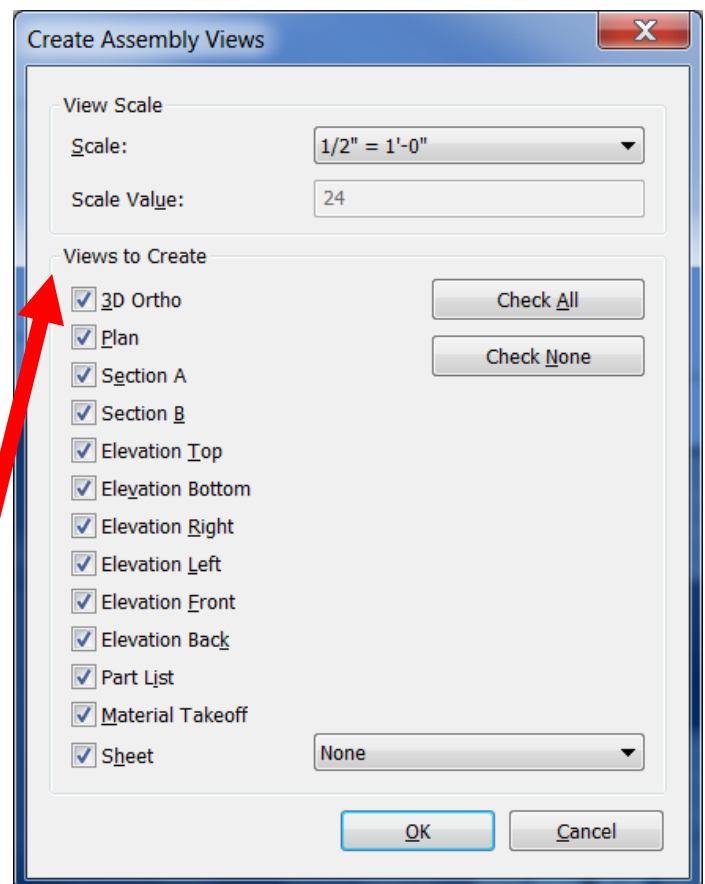 Create Assembly Views
View Scale
Scale: 1/2" = 1'-0"
Scale Value: 24
Views to Create
3D Ortho Check All
Plan Check None
Section A
Section B
Elevation Top
Elevation Bottom
Elevation Right
Elevation Left
Elevation Front
Elevation Back
Part List
Material Takeoff
Sheet None
OK Cancel